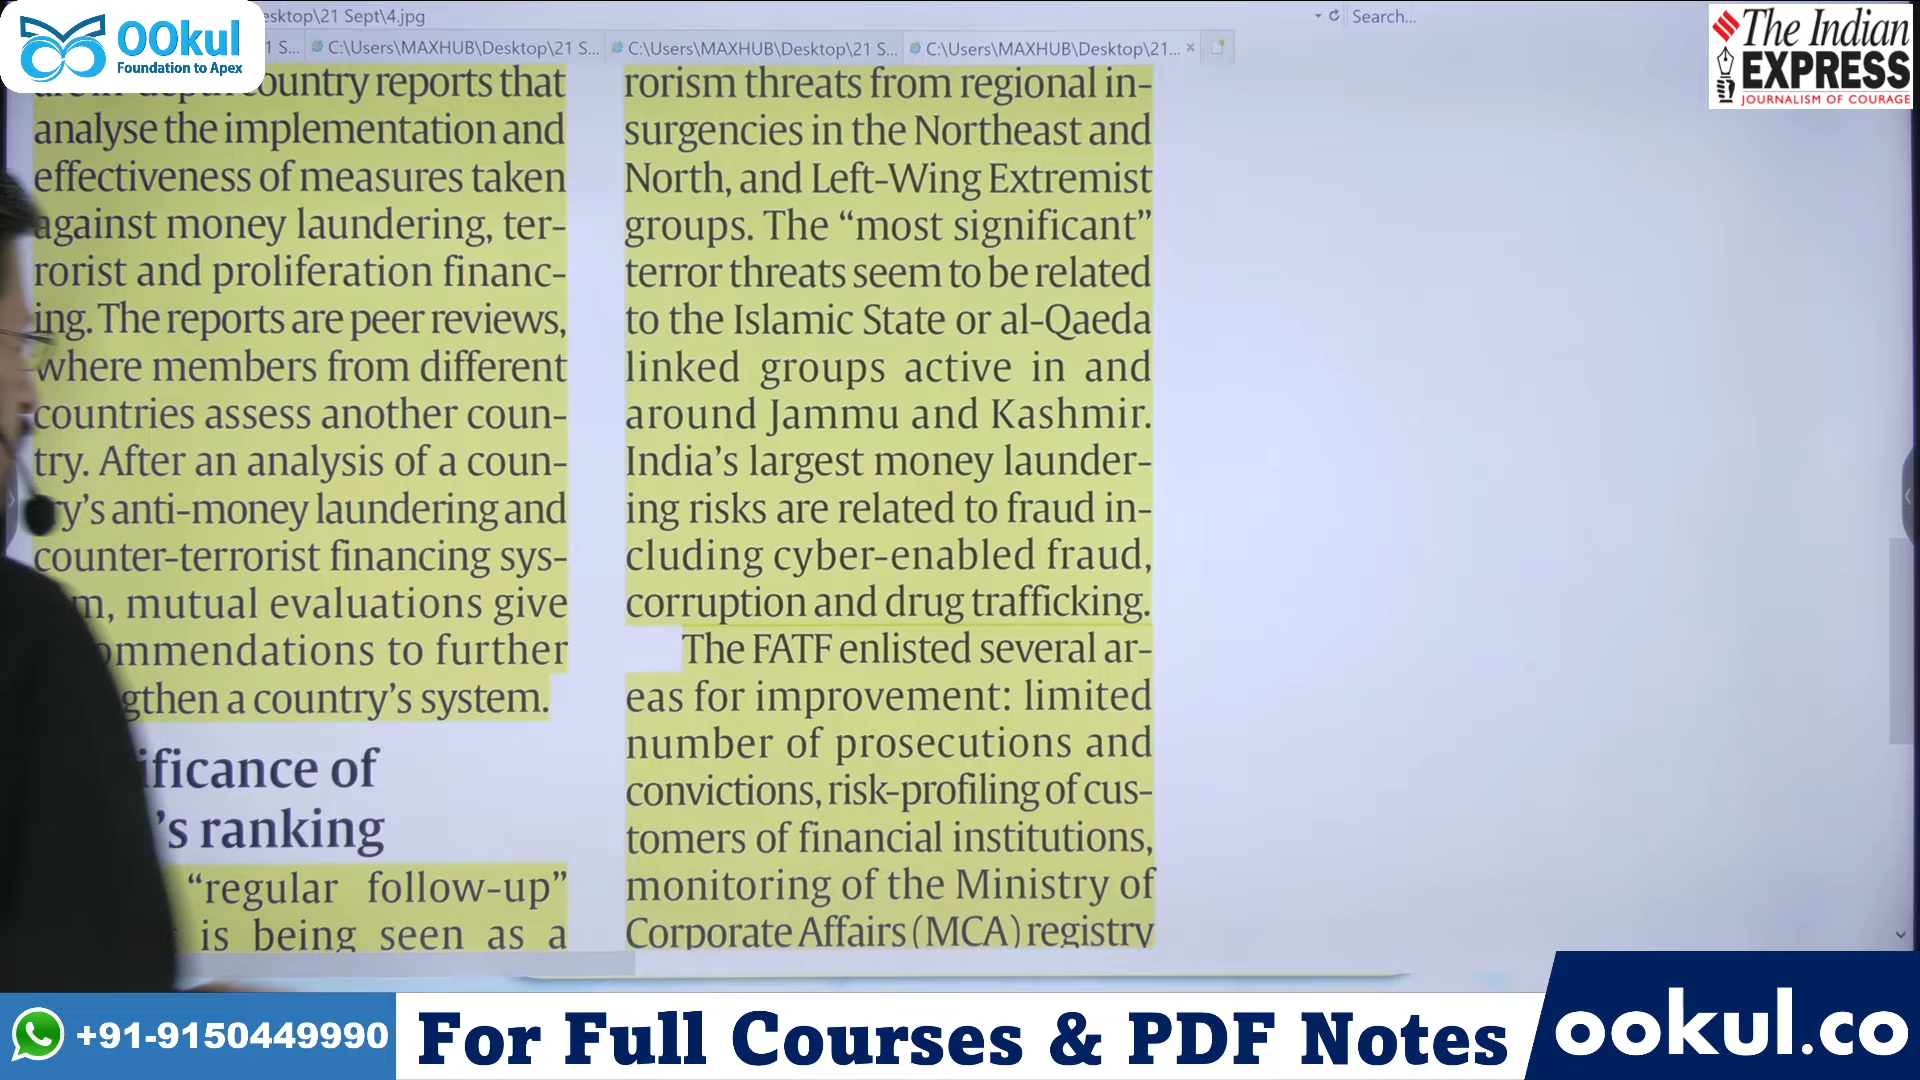 OOkul
Foundation to Apex
esktop\21 Sept\4.jpg
Search...
The Indian
EXPRESS
JOURNALISM OF COURAGE
1 S...
C:\Users\MAXHUB\Desktop\21 S...
C:\Users\MAXHUB\Desktop\21 S...
C:\Users\MAXHUB\Desktop\21...
country reports that
analyse the implementation and
effectiveness of measures taken
against money laundering, ter-
rorist and proliferation financ-
ing. The reports are peer reviews,
where members from different
countries assess another coun-
try. After an analysis of a coun-
ry's anti-money laundering and
counter-terrorist financing sys-
m, mutual evaluations give
ommendations to further
gthen a country's system.
ificance of
's ranking
"regular follow-up"
is being seen as a
rorism threats from regional in-
surgencies in the Northeast and
North, and Left-Wing Extremist
groups. The "most significant"
terror threats seem to be related
to the Islamic State or al-Qaeda
linked groups active in and
around Jammu and Kashmir.
India's largest money launder-
ing risks are related to fraud in-
cluding cyber-enabled fraud,
corruption and drug trafficking.
The FATF enlisted several ar-
eas for improvement: limited
number of prosecutions and
convictions, risk-profiling of cus-
tomers of financial institutions,
monitoring of the Ministry of
Corporate Affairs (MCA) registry
+91-9150449990
For Full Courses & PDF Notes
ookul.co